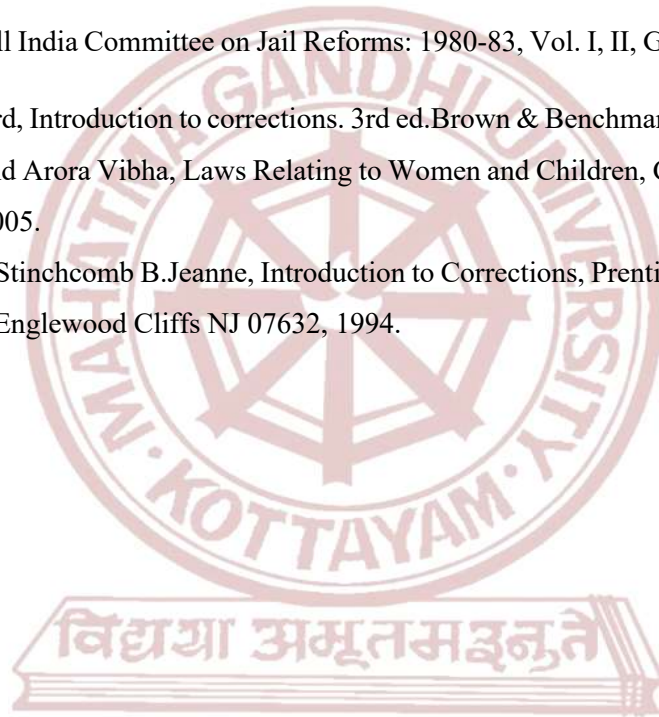 ll India Committee on Jail Reforms: 1980-83, Vol. I, II, G
rd, Introduction to corrections. 3rd ed.Brown & Benchmar
nd Arora Vibha, Laws Relating to Women and Children, C
005.
Stinchcomb B.Jeanne, Introduction to Corrections, Prenti
Englewood Cliffs NJ 07632, 1994.
MAHATMA GANDHI UNIVERSITY
KOTTAYAM
विद्यया अमृतमश्नुते